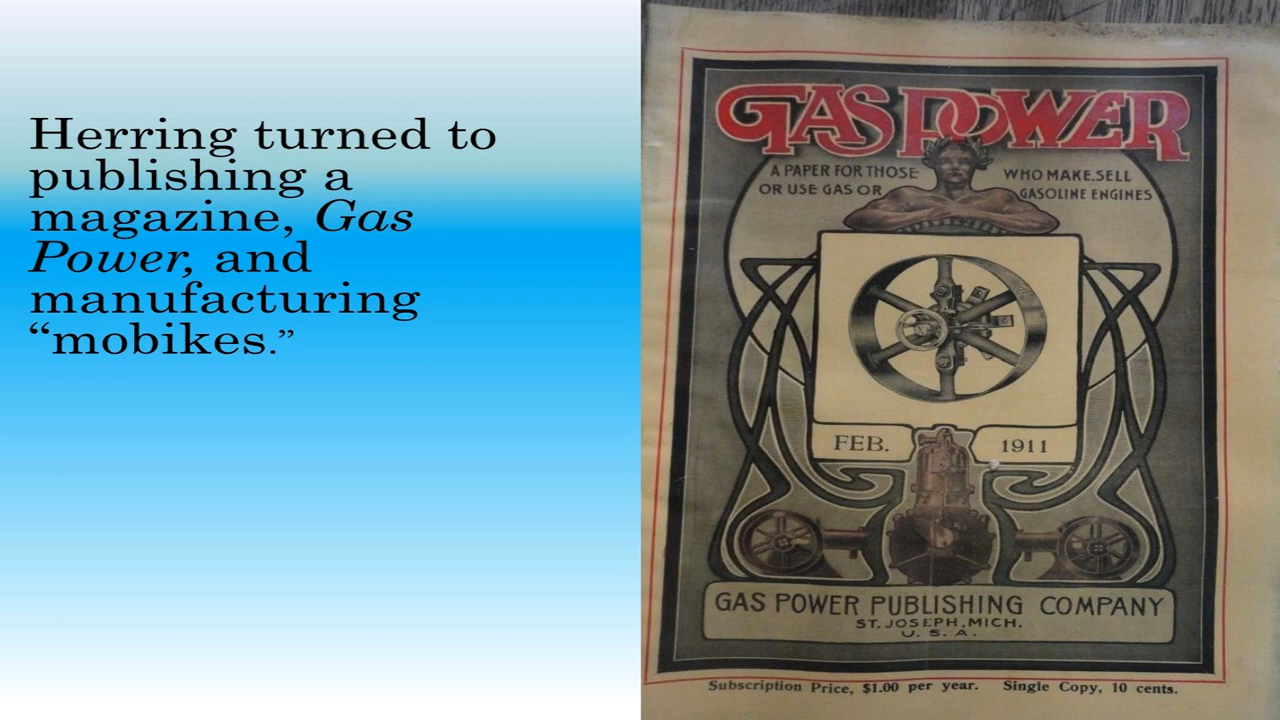 Herring turned to
publishing a
magazine, Gas
Power, and
manufacturing
“mobikes.”
GAS POWER
A PAPER FOR THOSE WHO MAKE, SELL
OR USE GAS OR GASOLINE ENGINES
FEB. 1911
GAS POWER PUBLISHING COMPANY
ST. JOSEPH, MICH.
U. S. A.
Subscription Price, $1.00 per year. Single Copy, 10 cents.